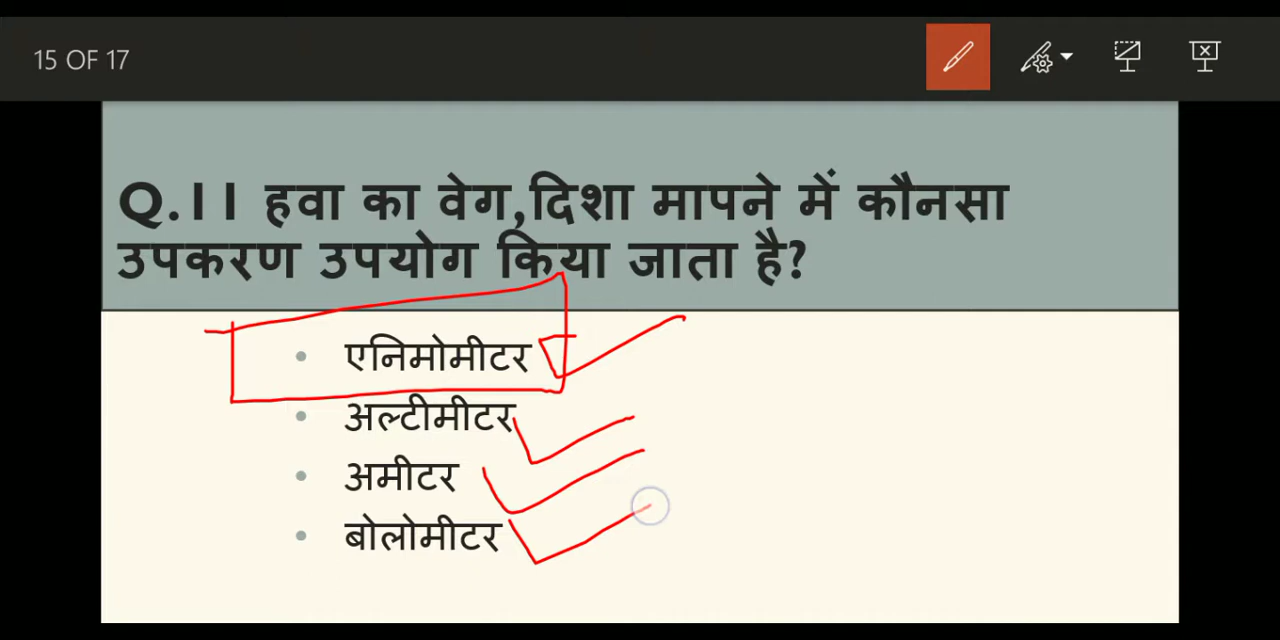 15 OF 17
Q.11 हवा का वेग,दिशा मापने में कौनसा
उपकरण उपयोग किया जाता है?
• एनिमोमीटर
• अल्टीमीटर
• अमीटर
• बोलोमीटर